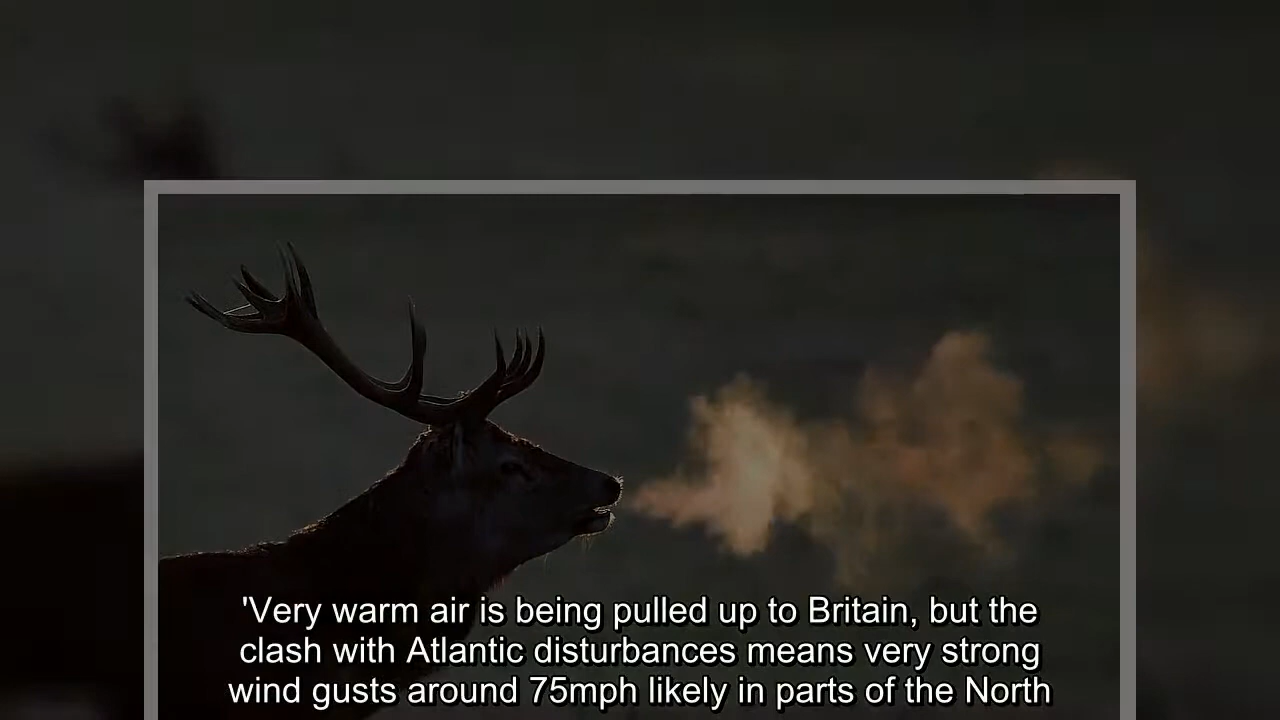 'Very warm air is being pulled up to Britain, but the
clash with Atlantic disturbances means very strong
wind gusts around 75mph likely in parts of the North